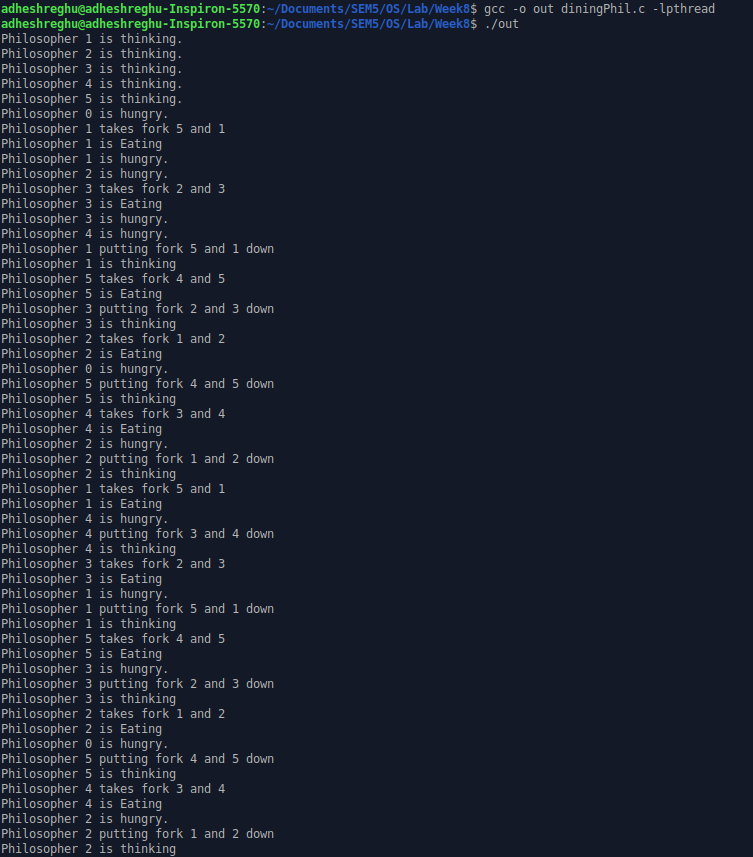 adheshreghu@adheshreghu-Inspiron-5570:~/Documents/SEM5/OS/Lab/Week8$ gcc -o out diningPhil.c -lpthread
adheshreghu@adheshreghu-Inspiron-5570:~/Documents/SEM5/OS/Lab/Week8$ ./out
Philosopher 1 is thinking.
Philosopher 2 is thinking.
Philosopher 3 is thinking.
Philosopher 4 is thinking.
Philosopher 5 is thinking.
Philosopher 0 is hungry.
Philosopher 1 takes fork 5 and 1
Philosopher 1 is Eating
Philosopher 1 is hungry.
Philosopher 2 is hungry.
Philosopher 3 takes fork 2 and 3
Philosopher 3 is Eating
Philosopher 3 is hungry.
Philosopher 4 is hungry.
Philosopher 1 putting fork 5 and 1 down
Philosopher 1 is thinking
Philosopher 5 takes fork 4 and 5
Philosopher 5 is Eating
Philosopher 3 putting fork 2 and 3 down
Philosopher 3 is thinking
Philosopher 2 takes fork 1 and 2
Philosopher 2 is Eating
Philosopher 0 is hungry.
Philosopher 5 putting fork 4 and 5 down
Philosopher 5 is thinking
Philosopher 4 takes fork 3 and 4
Philosopher 4 is Eating
Philosopher 2 is hungry.
Philosopher 2 putting fork 1 and 2 down
Philosopher 2 is thinking
Philosopher 1 takes fork 5 and 1
Philosopher 1 is Eating
Philosopher 4 is hungry.
Philosopher 4 putting fork 3 and 4 down
Philosopher 4 is thinking
Philosopher 3 takes fork 2 and 3
Philosopher 3 is Eating
Philosopher 1 is hungry.
Philosopher 1 putting fork 5 and 1 down
Philosopher 1 is thinking
Philosopher 5 takes fork 4 and 5
Philosopher 5 is Eating
Philosopher 3 is hungry.
Philosopher 3 putting fork 2 and 3 down
Philosopher 3 is thinking
Philosopher 2 takes fork 1 and 2
Philosopher 2 is Eating
Philosopher 0 is hungry.
Philosopher 5 putting fork 4 and 5 down
Philosopher 5 is thinking
Philosopher 4 takes fork 3 and 4
Philosopher 4 is Eating
Philosopher 2 is hungry.
Philosopher 2 putting fork 1 and 2 down
Philosopher 2 is thinking